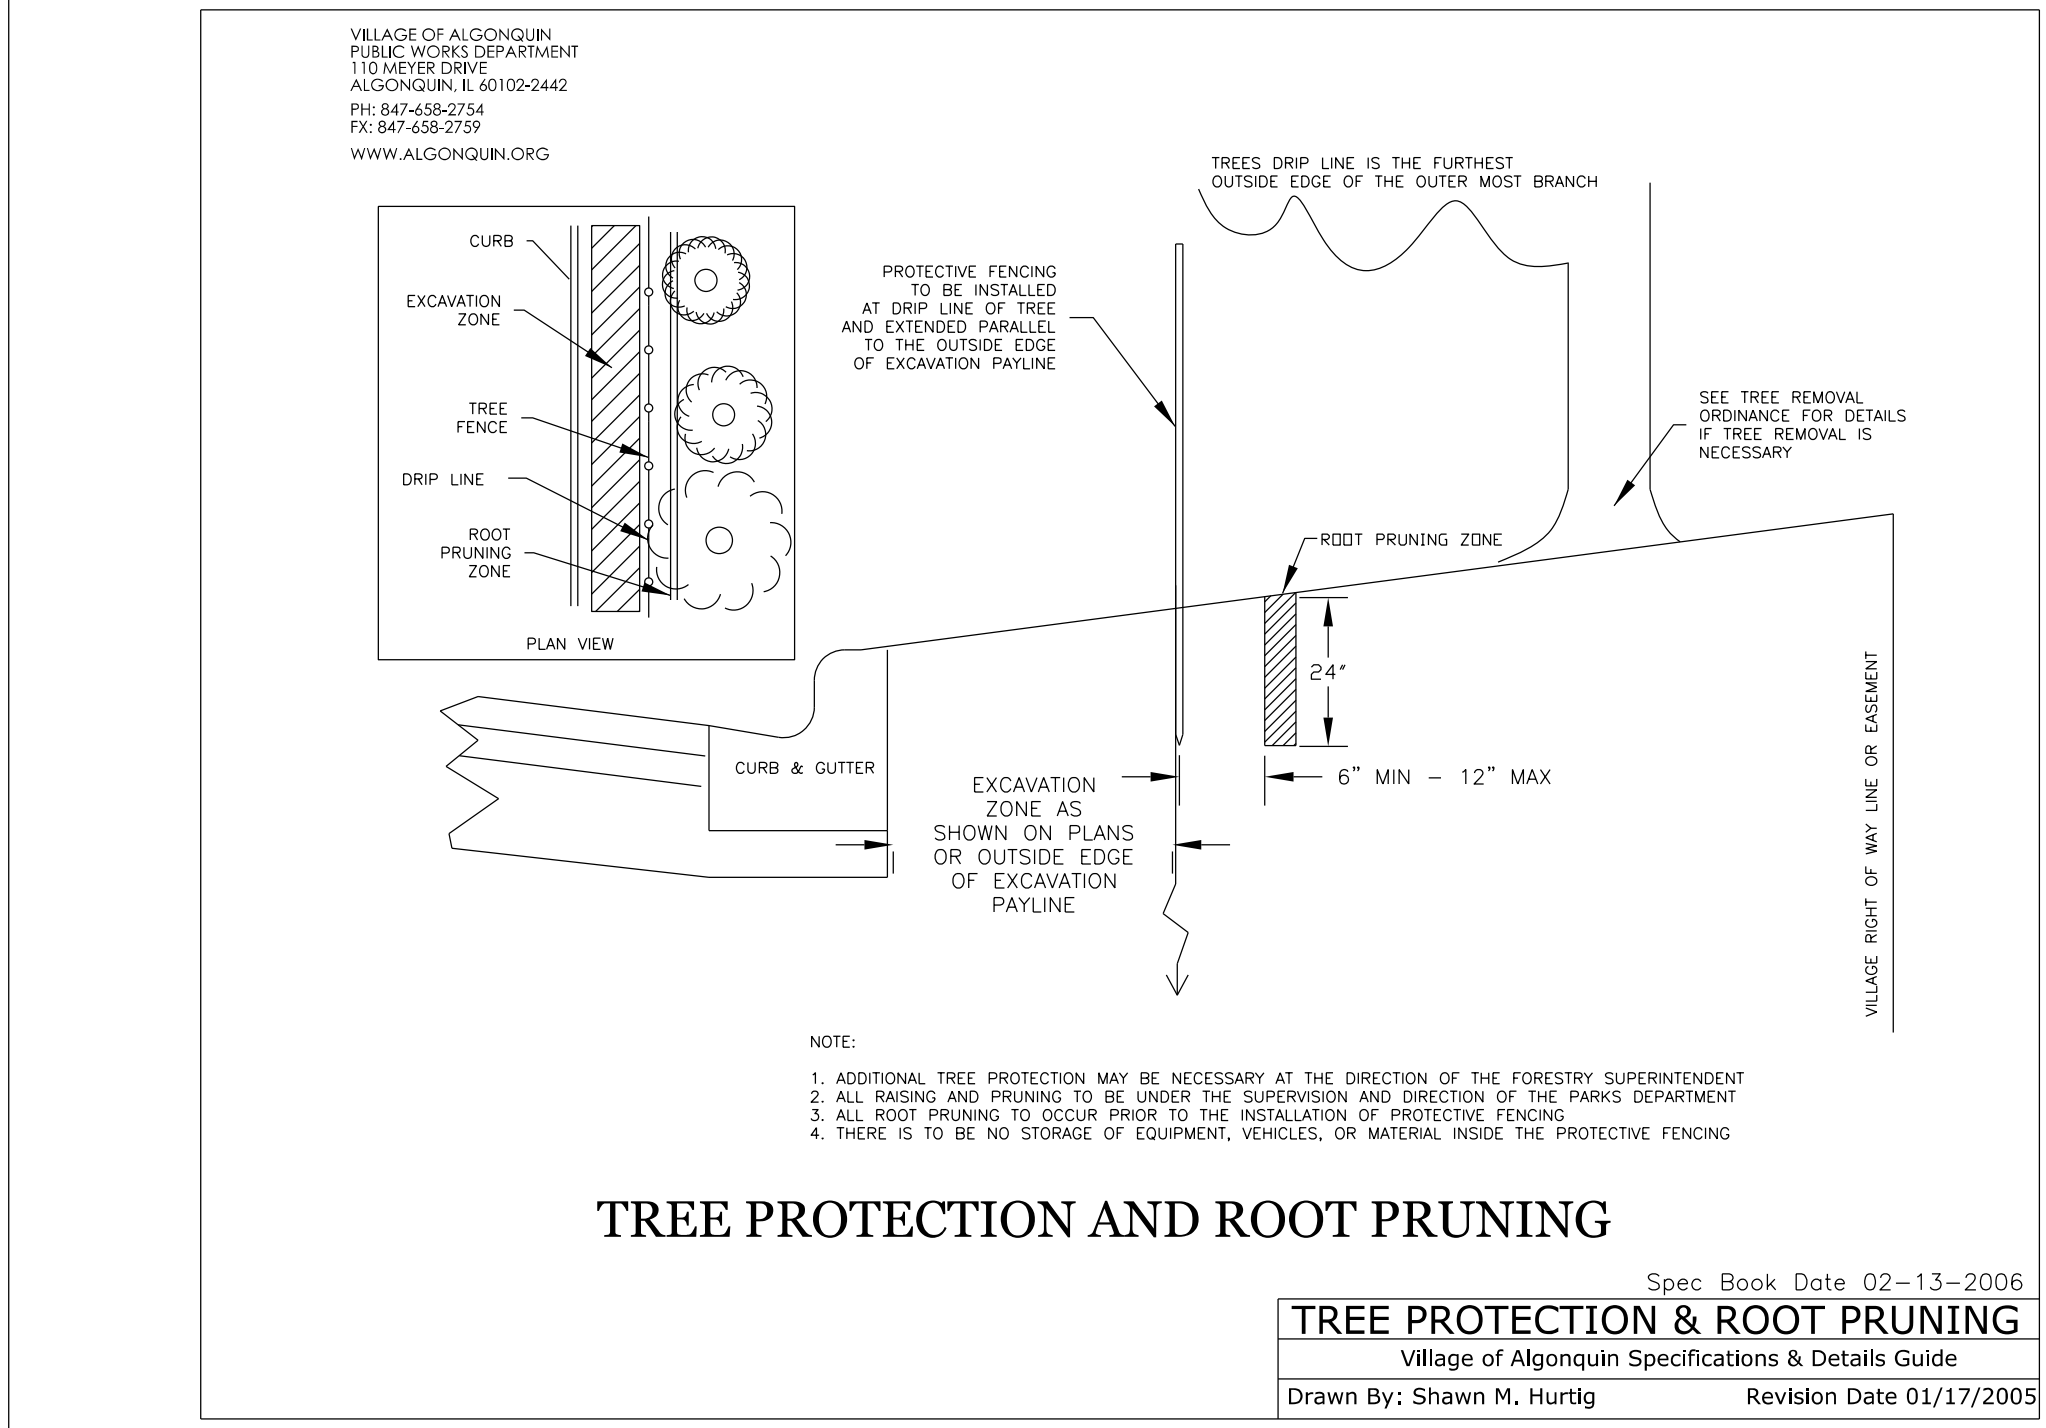 VILLAGE OF ALGONQUIN
PUBLIC WORKS DEPARTMENT
110 MEYER DRIVE
ALGONQUIN, IL 60102-2442
PH: 847-658-2754
FX: 847-658-2759
WWW.ALGONQUIN.ORG
CURB
EXCAVATION
ZONE
TREE
FENCE
DRIP LINE
ROOT
PRUNING
ZONE
PLAN VIEW
TREES DRIP LINE IS THE FURTHEST
OUTSIDE EDGE OF THE OUTER MOST BRANCH
PROTECTIVE FENCING
TO BE INSTALLED
AT DRIP LINE OF TREE
AND EXTENDED PARALLEL
TO THE OUTSIDE EDGE
OF EXCAVATION PAYLINE
SEE TREE REMOVAL
ORDINANCE FOR DETAILS
IF TREE REMOVAL IS
NECESSARY
ROOT PRUNING ZONE
24"
CURB & GUTTER
6" MIN - 12" MAX
EXCAVATION
ZONE AS
SHOWN ON PLANS
OR OUTSIDE EDGE
OF EXCAVATION
PAYLINE
VILLAGE RIGHT OF WAY LINE OR EASEMENT
NOTE:
1. ADDITIONAL TREE PROTECTION MAY BE NECESSARY AT THE DIRECTION OF THE FORESTRY SUPERINTENDENT
2. ALL RAISING AND PRUNING TO BE UNDER THE SUPERVISION AND DIRECTION OF THE PARKS DEPARTMENT
3. ALL ROOT PRUNING TO OCCUR PRIOR TO THE INSTALLATION OF PROTECTIVE FENCING
4. THERE IS TO BE NO STORAGE OF EQUIPMENT, VEHICLES, OR MATERIAL INSIDE THE PROTECTIVE FENCING
TREE PROTECTION AND ROOT PRUNING
Spec Book Date 02-13-2006
TREE PROTECTION & ROOT PRUNING
Village of Algonquin Specifications & Details Guide
Drawn By: Shawn M. Hurtig Revision Date 01/17/2005